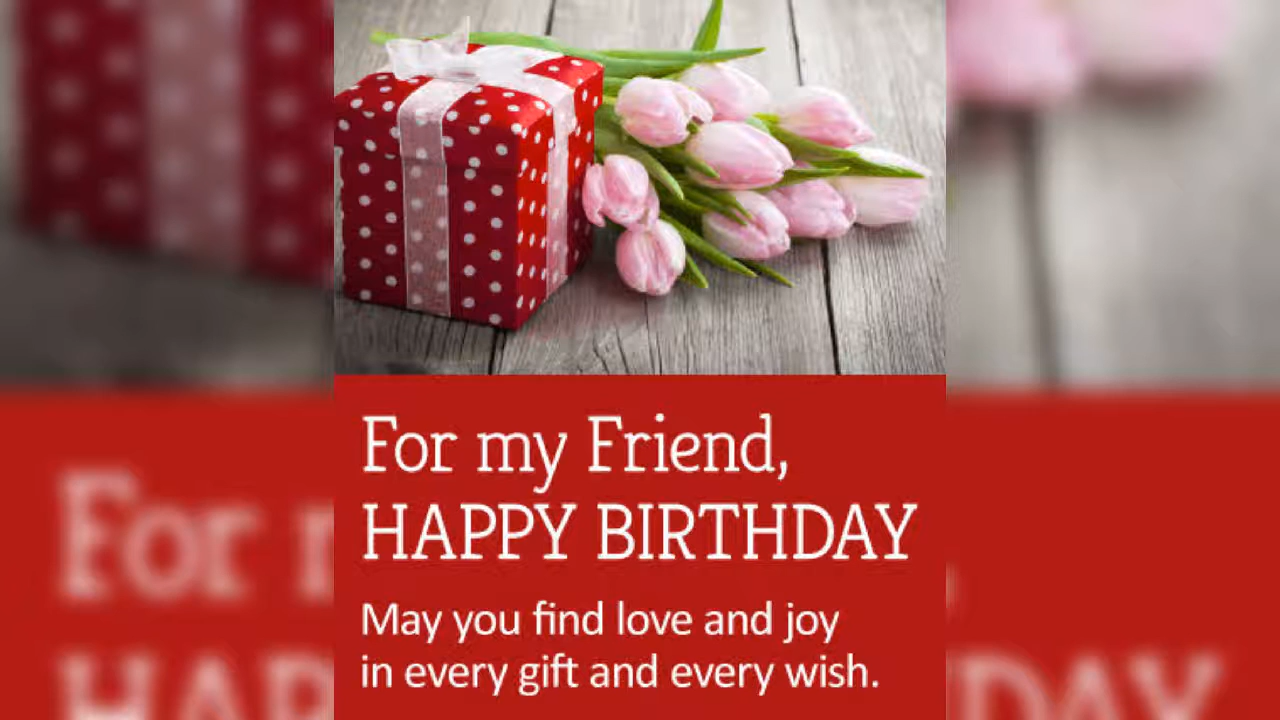 For my Friend,
HAPPY BIRTHDAY
May you find love and joy
in every gift and every wish.